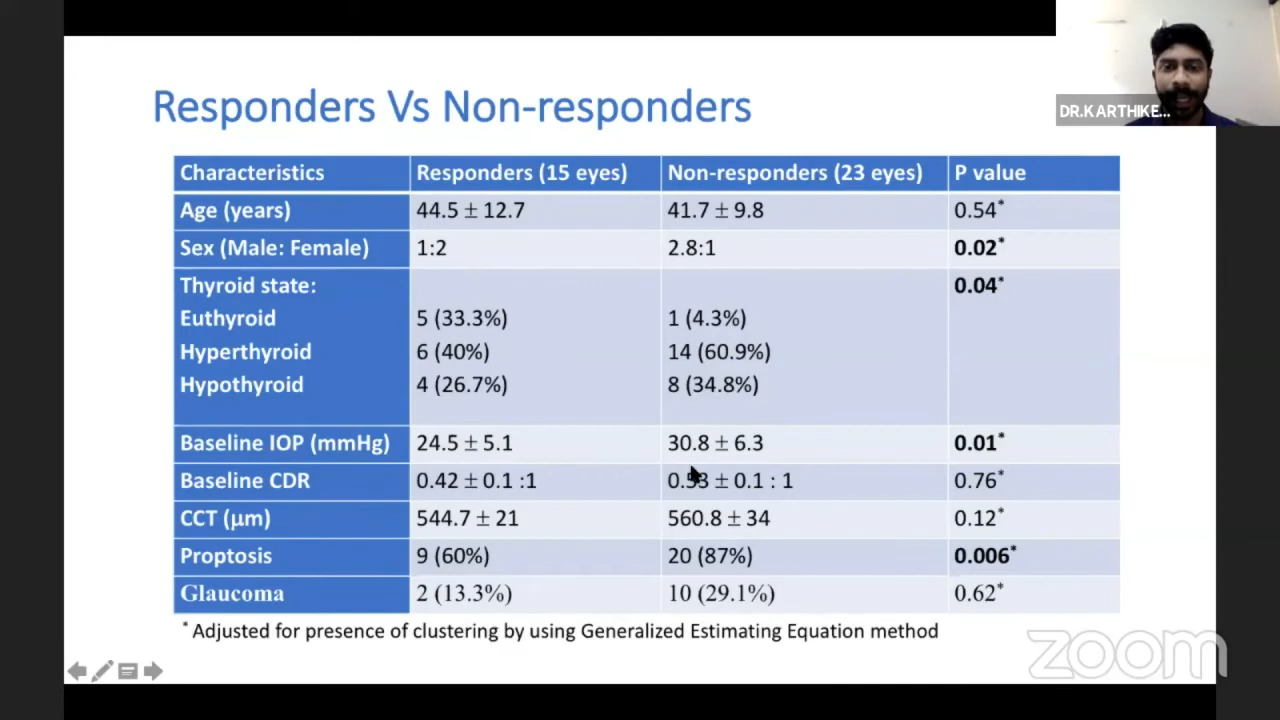 DR.KARTHIKE...
Responders Vs Non-responders
Characteristics Responders (15 eyes) Non-responders (23 eyes) P value
Age (years) 44.5 ± 12.7 41.7 ± 9.8 0.54*
Sex (Male: Female) 1:2 2.8:1 0.02*
Thyroid state: 0.04*
Euthyroid 5 (33.3%) 1 (4.3%)
Hyperthyroid 6 (40%) 14 (60.9%)
Hypothyroid 4 (26.7%) 8 (34.8%)
Baseline IOP (mmHg) 24.5 ± 5.1 30.8 ± 6.3 0.01*
Baseline CDR 0.42 ± 0.1 :1 0.53 ± 0.1 : 1 0.76*
CCT (μm) 544.7 ± 21 560.8 ± 34 0.12*
Proptosis 9 (60%) 20 (87%) 0.006*
Glaucoma 2 (13.3%) 10 (29.1%) 0.62*
* Adjusted for presence of clustering by using Generalized Estimating Equation method
zoom